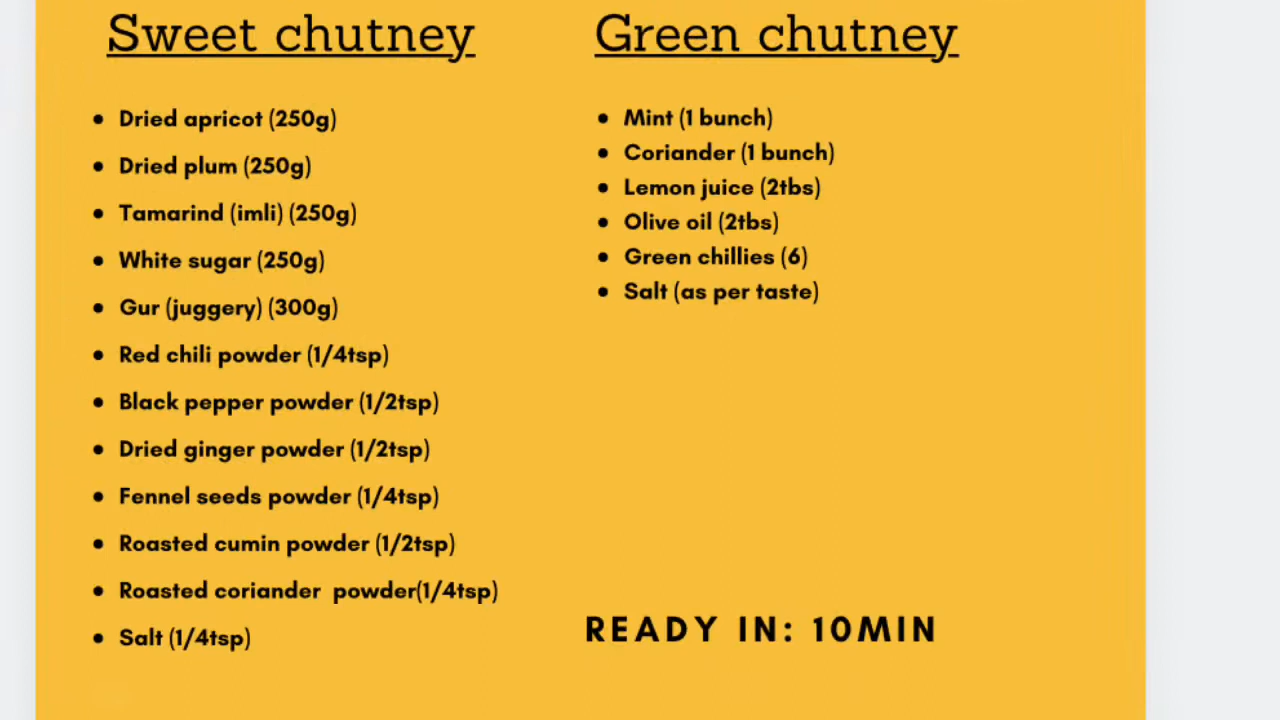 Sweet chutney
• Dried apricot (250g)
• Dried plum (250g)
• Tamarind (imli) (250g)
• White sugar (250g)
• Gur (juggery) (300g)
• Red chili powder (1/4tsp)
• Black pepper powder (1/2tsp)
• Dried ginger powder (1/2tsp)
• Fennel seeds powder (1/4tsp)
• Roasted cumin powder (1/2tsp)
• Roasted coriander  powder(1/4tsp)
• Salt (1/4tsp)
Green chutney
• Mint (1 bunch)
• Coriander (1 bunch)
• Lemon juice (2tbs)
• Olive oil (2tbs)
• Green chillies (6)
• Salt (as per taste)
READY IN: 10MIN